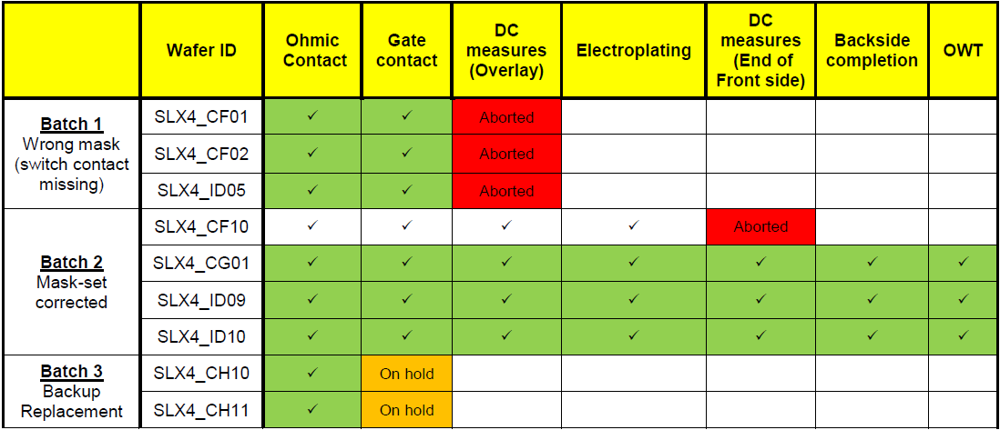 Wafer ID
Ohmic
Contact
Gate
contact
DC
measures
(Overlay)
Electroplating
DC
measures
(End of
Front side)
Backside
completion
OWT
Batch 1
Wrong mask
(switch contact
missing)
SLX4_CF01 ✓ ✓ Aborted
SLX4_CF02 ✓ ✓ Aborted
SLX4_ID05 ✓ ✓ Aborted
Batch 2
Mask-set
corrected
SLX4_CF10 ✓ ✓ ✓ ✓ Aborted
SLX4_CG01 ✓ ✓ ✓ ✓ ✓ ✓ ✓
SLX4_ID09 ✓ ✓ ✓ ✓ ✓ ✓ ✓
SLX4_ID10 ✓ ✓ ✓ ✓ ✓ ✓ ✓
Batch 3
Backup
Replacement
SLX4_CH10 ✓ On hold
SLX4_CH11 ✓ On hold